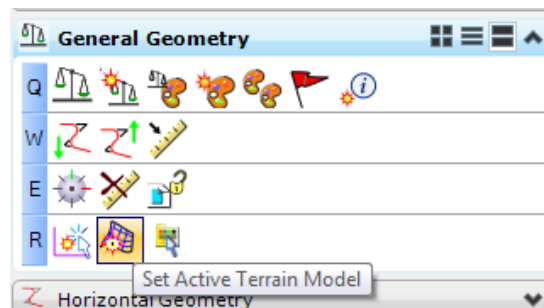 General Geometry
Q
W
E
R
Set Active Terrain Model
Horizontal Geometry